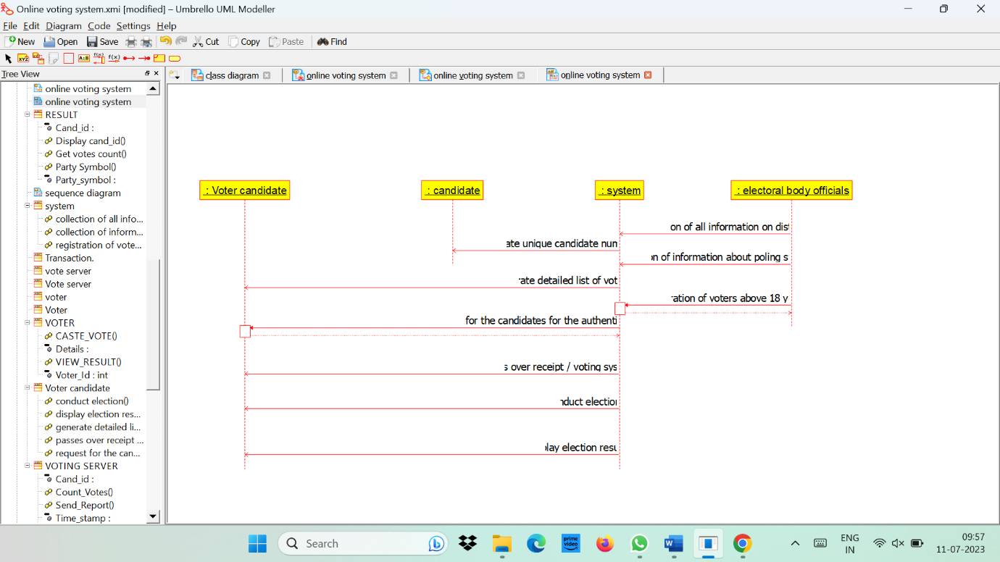 Online voting system.xmi [modified] – Umbrello UML Modeller
File Edit Diagram Code Settings Help
New Open Save Cut Copy Paste Find
XYZ A:B f(x) f(x)
Tree View
class diagram online voting system online voting system online voting system
online voting system
online voting system
RESULT
Cand_id :
Display cand_id()
Get votes count()
Party Symbol()
Party_symbol :
sequence diagram
system
collection of all info...
collection of inform...
registration of vote...
Transaction.
vote server
Vote server
voter
Voter
VOTER
CASTE_VOTE()
Details :
VIEW_RESULT()
Voter_Id : int
Voter candidate
conduct election()
display election res...
generate detailed li...
passes over receipt ...
request for the can...
VOTING SERVER
Cand_id :
Count_Votes()
Send_Report()
Time_stamp :
: Voter candidate : candidate : system : electoral body officials
on of all information on dist
ate unique candidate num
on of information about poling s
rate detailed list of vot
ration of voters above 18 y
for the candidates for the authenti
s over receipt / voting sys
nduct election
play election resu
Search
prime video
ENG
IN
09:57
11-07-2023